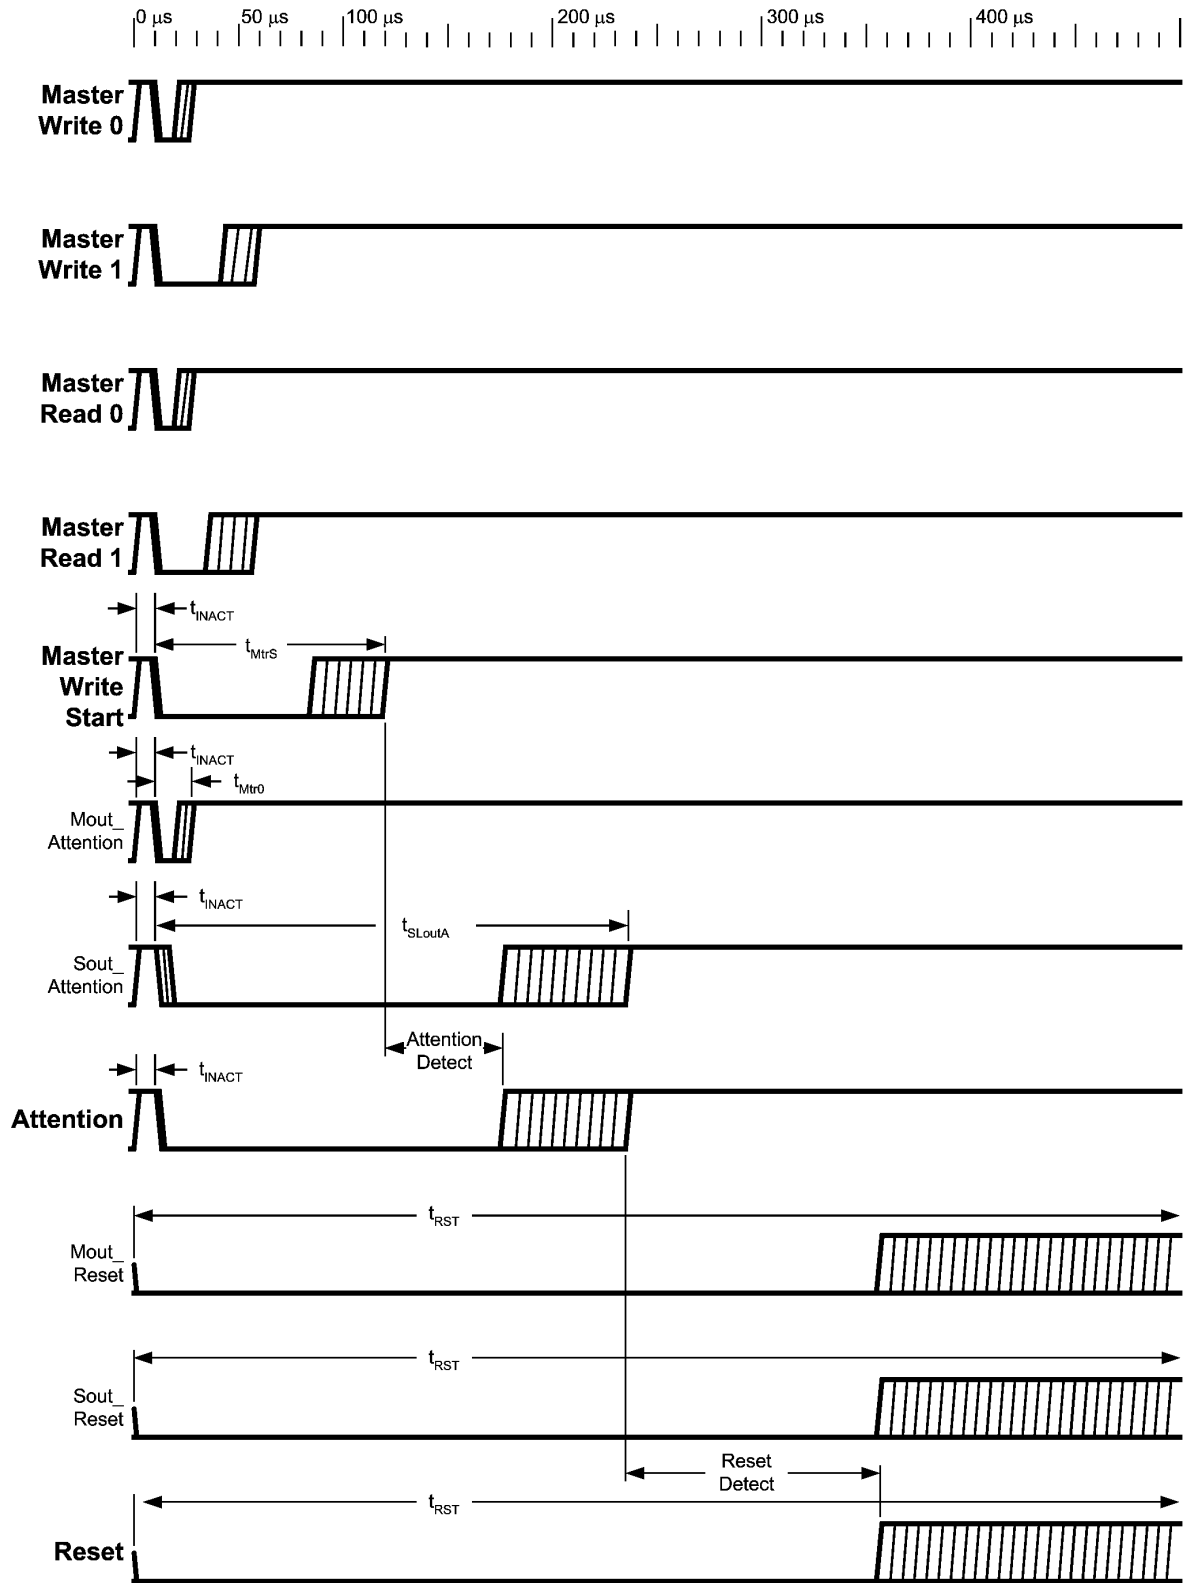 0 µs 50 µs 100 µs 200 µs 300 µs 400 µs
Master
Write 0
Master
Write 1
Master
Read 0
Master
Read 1
tINACT
tMtrS
Master
Write
Start
tINACT
tMtr0
Mout_
Attention
tINACT
tSLoutA
Sout_
Attention
Attention
Detect
tINACT
Attention
tRST
Mout_
Reset
tRST
Sout_
Reset
Reset
Detect
tRST
Reset